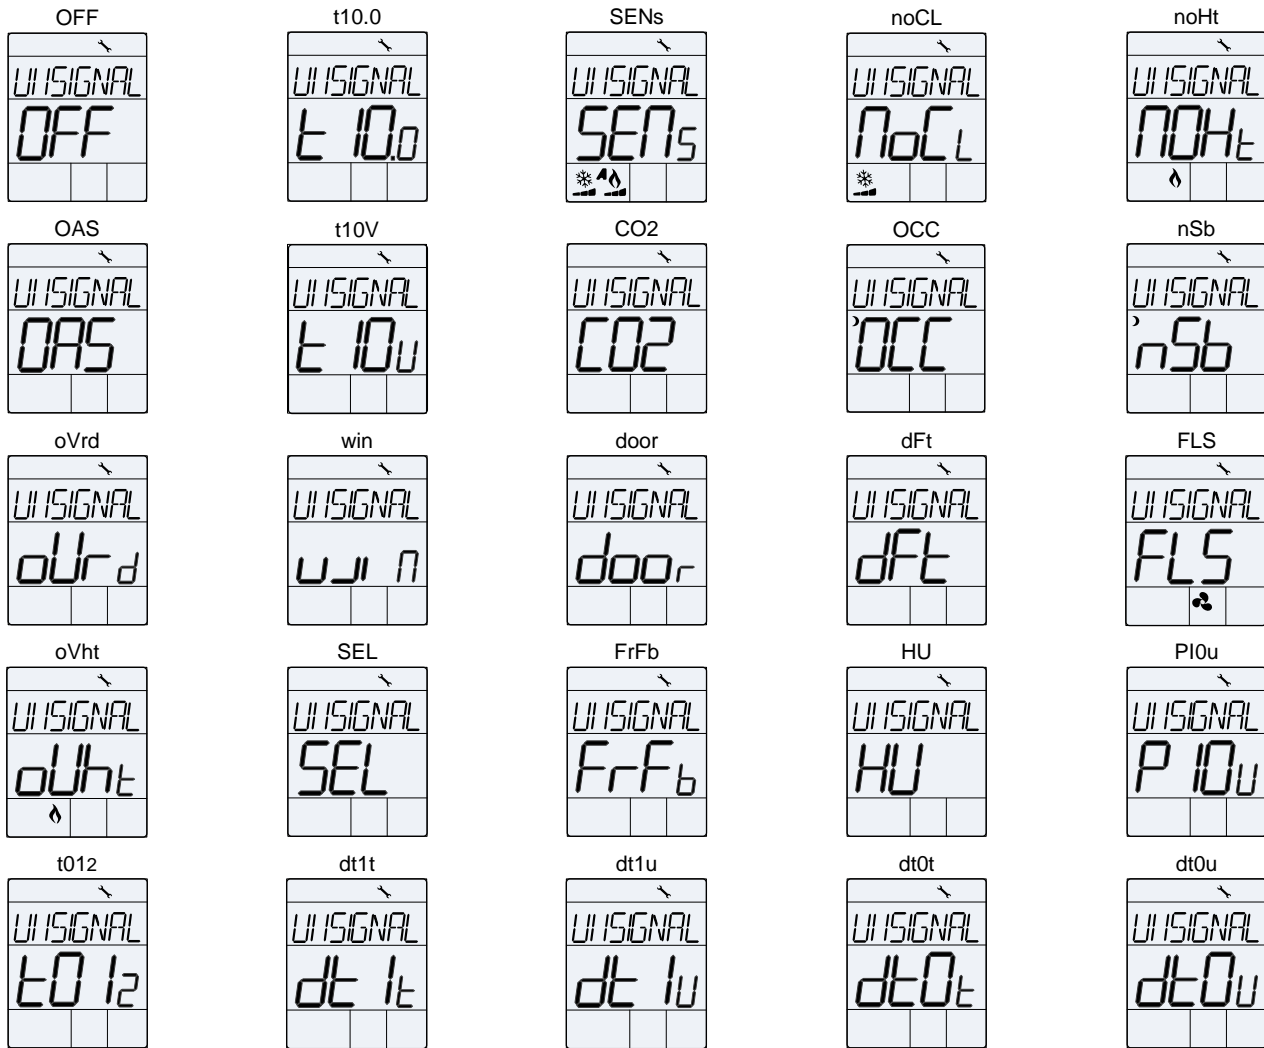 OFF t10.0 SENs noCL noHt
UI1SIGNAL UI1SIGNAL UI1SIGNAL UI1SIGNAL UI1SIGNAL
OFF t10.0 SEns noCL nOHt
A
OAS t10V CO2 OCC nSb
UI1SIGNAL UI1SIGNAL UI1SIGNAL UI1SIGNAL UI1SIGNAL
OAS t10u CO2 OCC nSb
oVrd win door dFt FLS
UI1SIGNAL UI1SIGNAL UI1SIGNAL UI1SIGNAL UI1SIGNAL
oUrd win door dFt FLS
oVht SEL FrFb HU PI0u
UI1SIGNAL UI1SIGNAL UI1SIGNAL UI1SIGNAL UI1SIGNAL
oUht SEL FrFb HU P10u
t012 dt1t dt1u dt0t dt0u
UI1SIGNAL UI1SIGNAL UI1SIGNAL UI1SIGNAL UI1SIGNAL
t012 dt1t dt1u dt0t dt0u